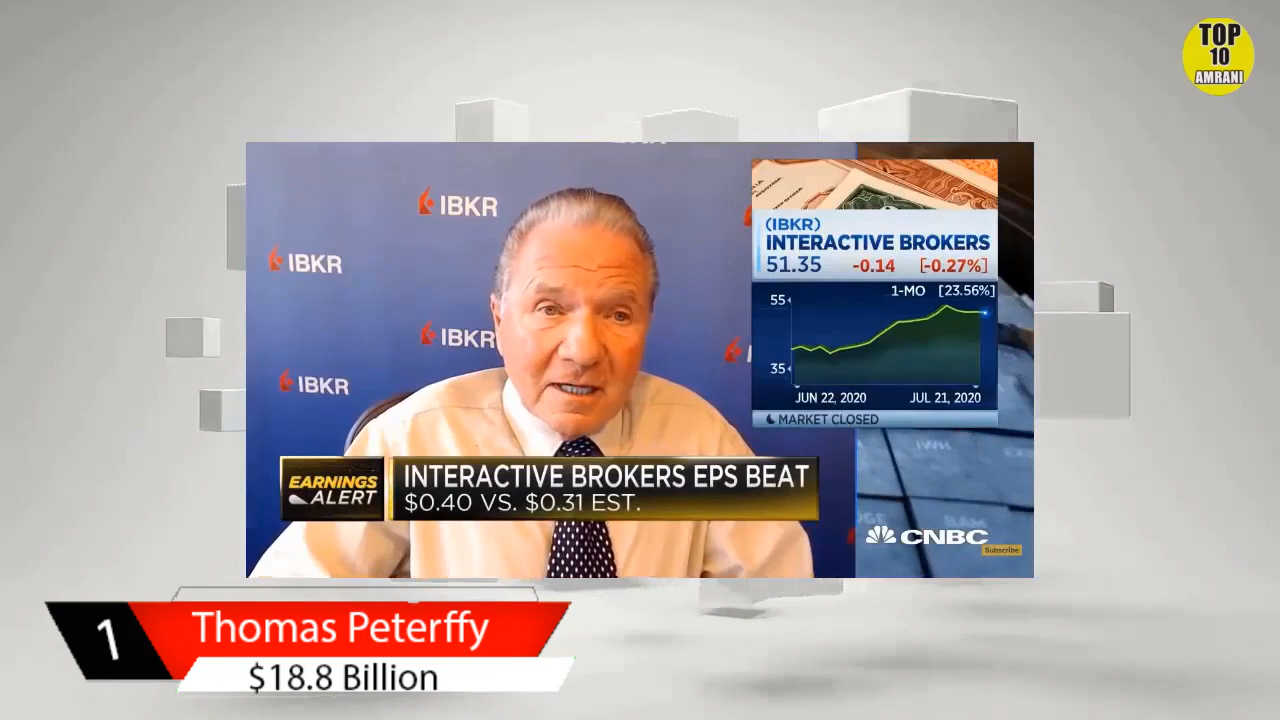 TOP
10
AMRANI
IBKR
IBKR
IBKR
IBKR
(IBKR)
INTERACTIVE BROKERS
51.35 -0.14 [-0.27%]
1-MO [23.56%]
55
35
JUN 22, 2020 JUL 21, 2020
MARKET CLOSED
EARNINGS
ALERT
INTERACTIVE BROKERS EPS BEAT
$0.40 VS. $0.31 EST.
IWM
CNBC
Subscribe
1
Thomas Peterffy
$18.8 Billion